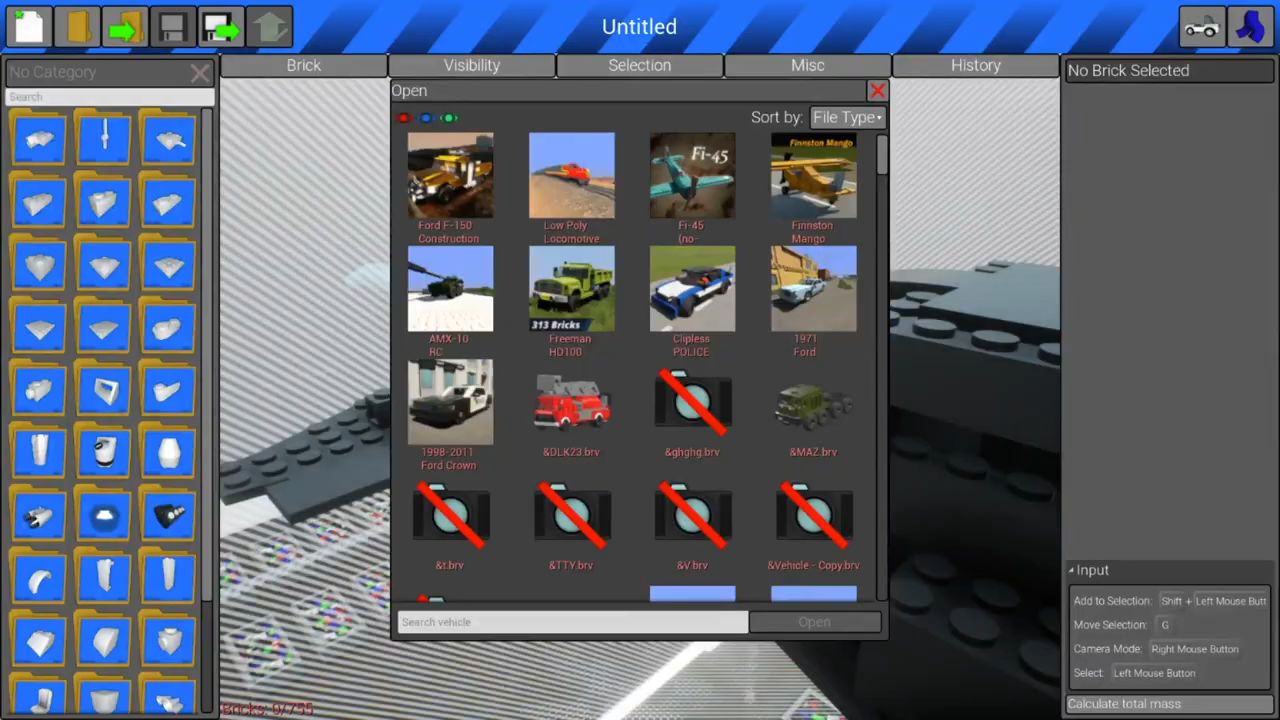 Untitled
No Category
Search
Brick
Visibility
Selection
Misc
History
No Brick Selected
Open
Sort by:
File Type
Fi-45
Finnston Mango
Ford F-150
Construction
Low Poly
Locomotive
Fi-45
(no-
Finnston
Mango
313 Bricks
AMX-10
RC
Freeman
HD100
Clipless
POLICE
1971
Ford
1998-2011
Ford Crown
&DLK23.brv
&ghghg.brv
&MAZ.brv
&t.brv
&TTY.brv
&V.brv
&Vehicle - Copy.brv
Search vehicle
Open
Input
Add to Selection: Shift + Left Mouse Butt
Move Selection: G
Camera Mode: Right Mouse Button
Select: Left Mouse Button
Calculate total mass
Bricks: 0/755